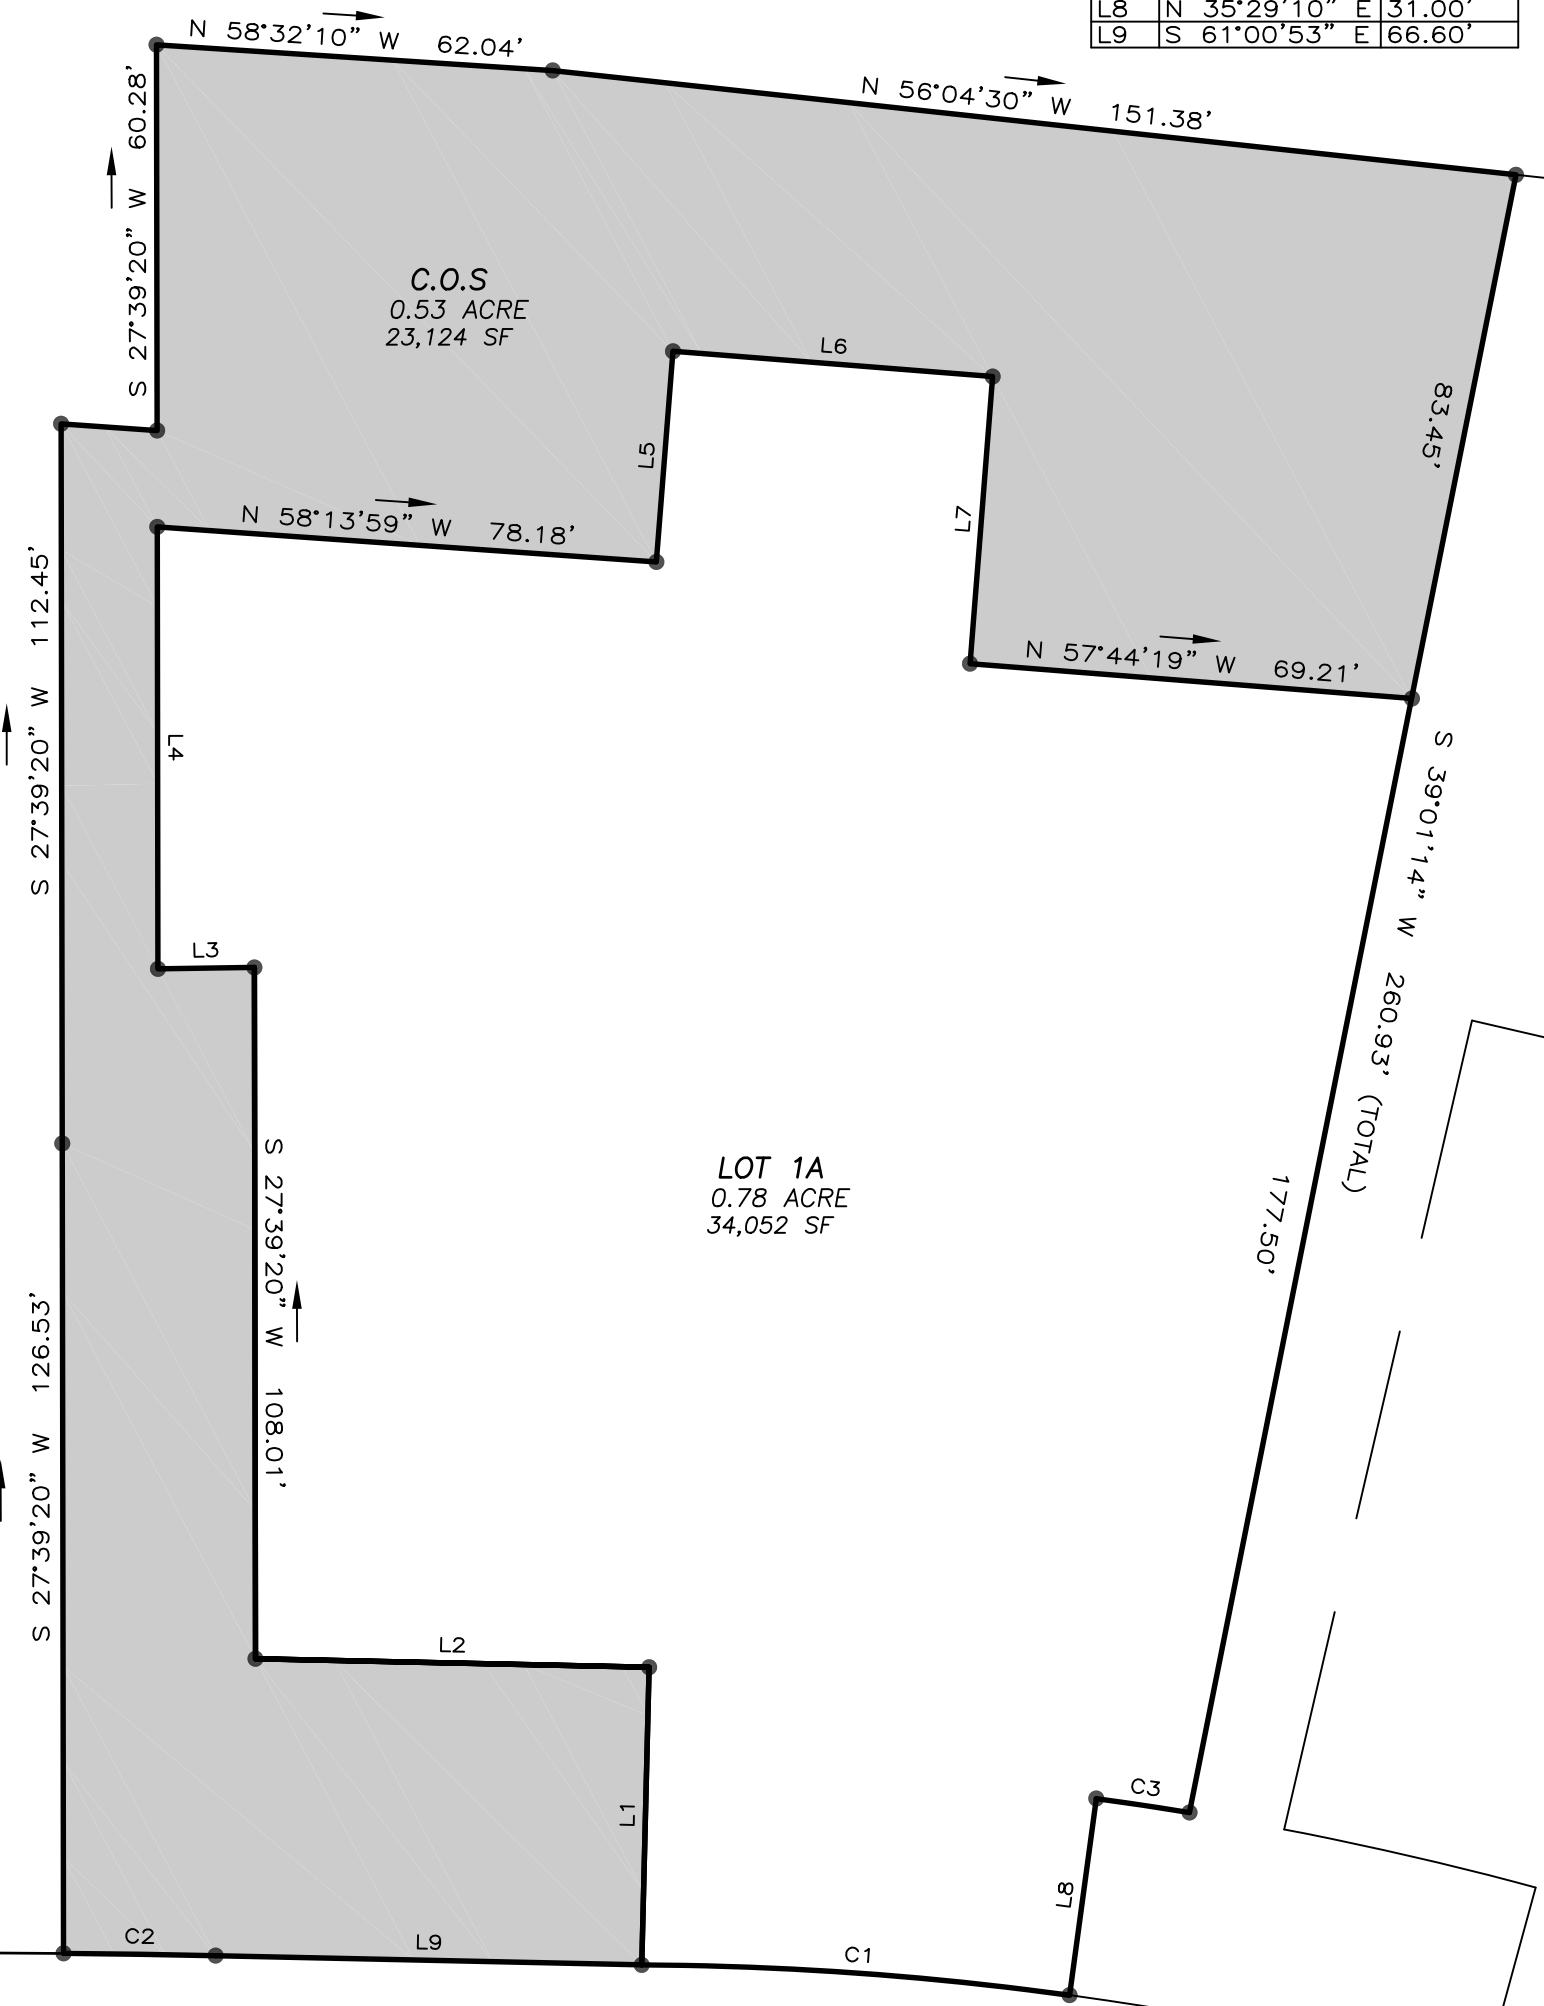 L8 N 35°29'10" E 31.00'
L9 S 61°00'53" E 66.60'
N 58°32'10" W 62.04'
N 56°04'30" W 151.38'
S 27°39'20" W 60.28'
C.O.S
0.53 ACRE
23,124 SF
L6
L5
L7
83.45'
N 58°13'59" W 78.18'
S 27°39'20" W 112.45'
N 57°44'19" W 69.21'
L4
S 39°01'14" W 260.93' (TOTAL)
L3
S 27°39'20" W 108.01'
LOT 1A
0.78 ACRE
34,052 SF
177.50'
S 27°39'20" W 126.53'
L2
L1
C3
L8
C2
L9
C1